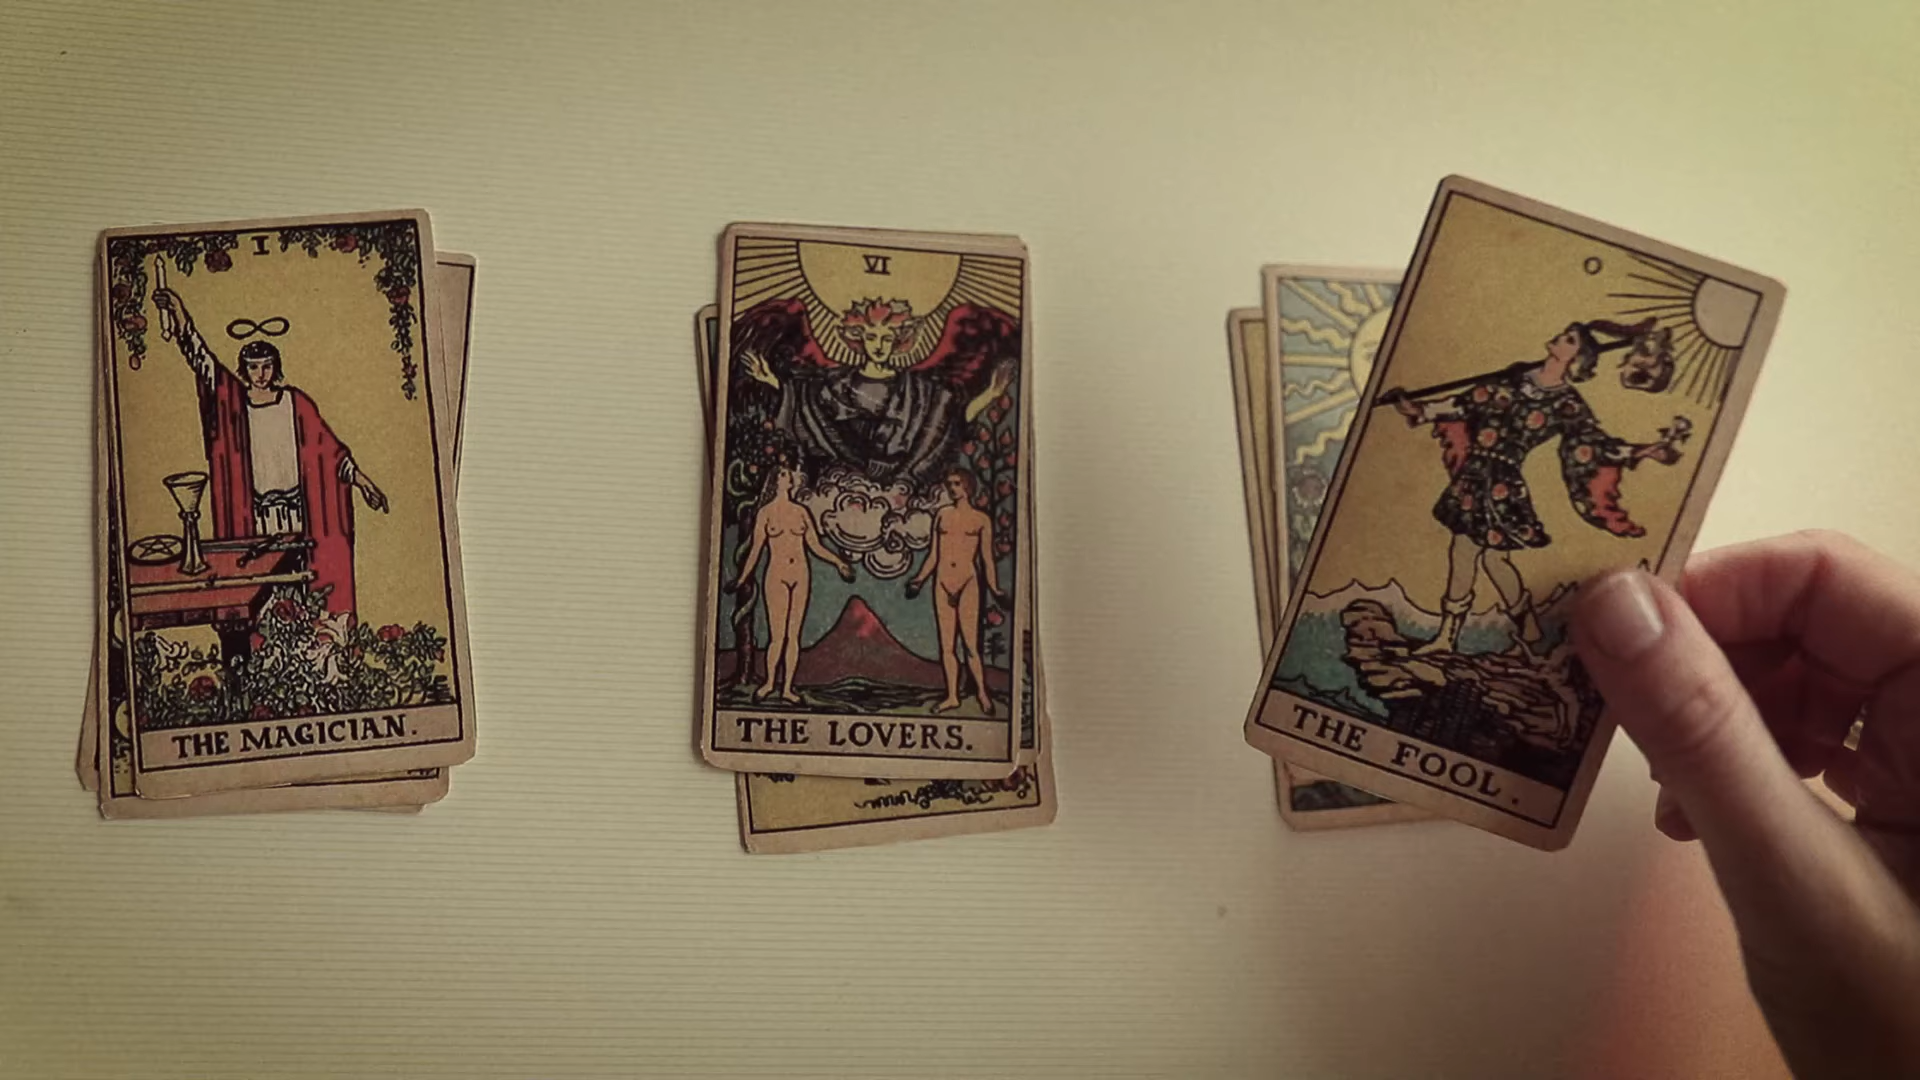 I
THE MAGICIAN.
VI
THE LOVERS.
0
THE FOOL.